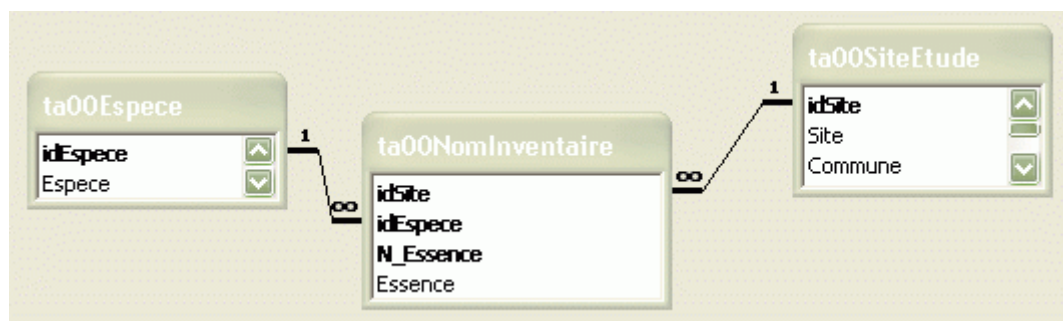 ta00Espece
idEspece
Espece
1
∞
ta00NomInventaire
idSite
idEspece
N_Essence
Essence
∞
1
ta00SiteEtude
idSite
Site
Commune